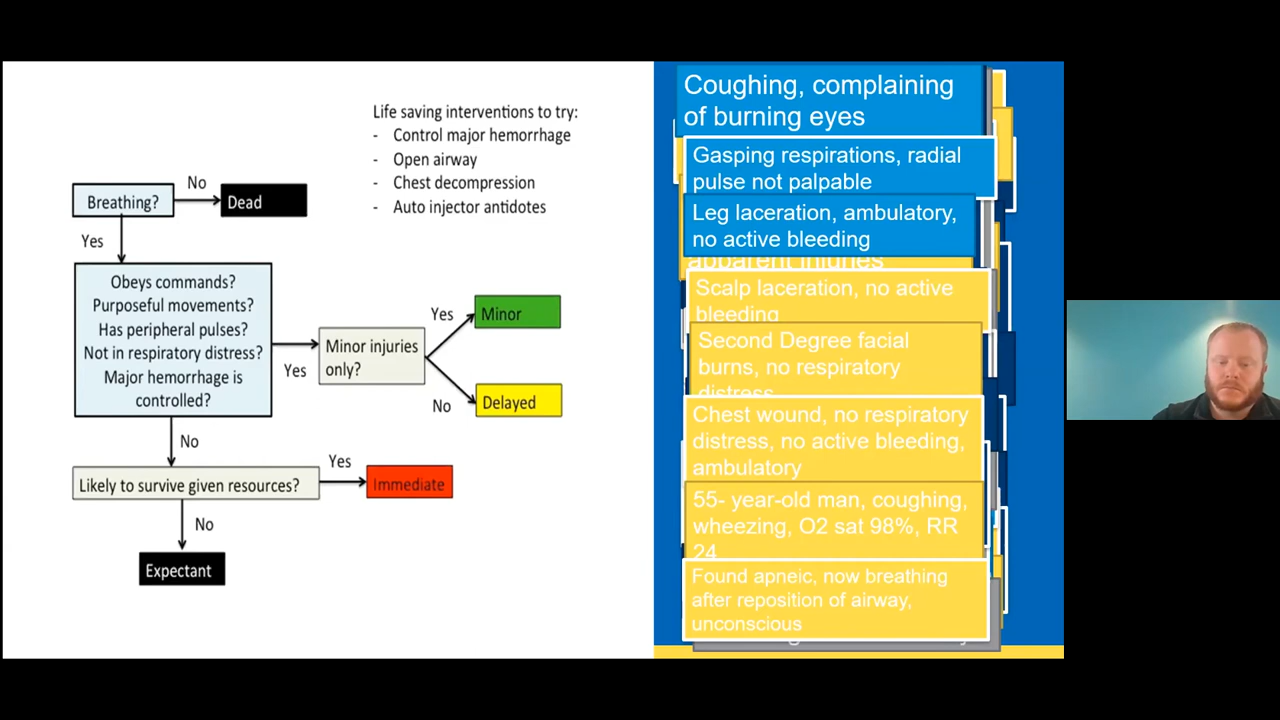 Life saving interventions to try:
- Control major hemorrhage
- Open airway
- Chest decompression
- Auto injector antidotes
Breathing?
No
Dead
Yes
Obeys commands?
Purposeful movements?
Has peripheral pulses?
Not in respiratory distress?
Major hemorrhage is
controlled?
Yes
Minor injuries
only?
Yes
Minor
No
Delayed
No
Likely to survive given resources?
Yes
Immediate
No
Expectant
Coughing, complaining
of burning eyes
Gasping respirations, radial
pulse not palpable
Leg laceration, ambulatory,
no active bleeding
apparent injuries
Scalp laceration, no active
bleeding
Second Degree facial
burns, no respiratory
distress
Chest wound, no respiratory
distress, no active bleeding,
ambulatory
55- year-old man, coughing,
wheezing, O2 sat 98%, RR
24
Found apneic, now breathing
after reposition of airway,
unconscious